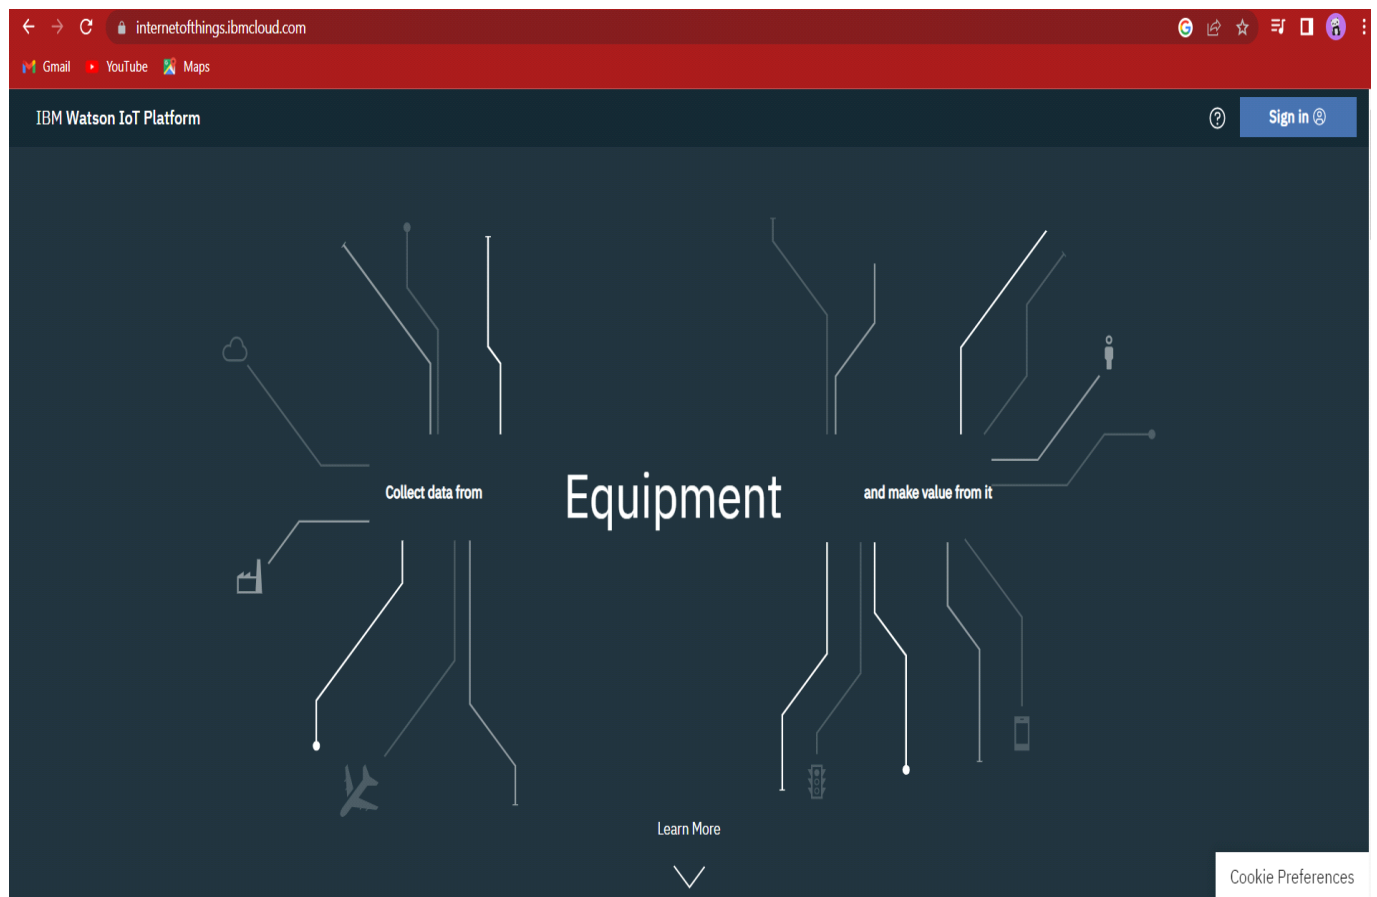 internetofthings.ibmcloud.com
Gmail YouTube Maps
IBM Watson IoT Platform
Sign in
Collect data from Equipment and make value from it
Learn More
Cookie Preferences